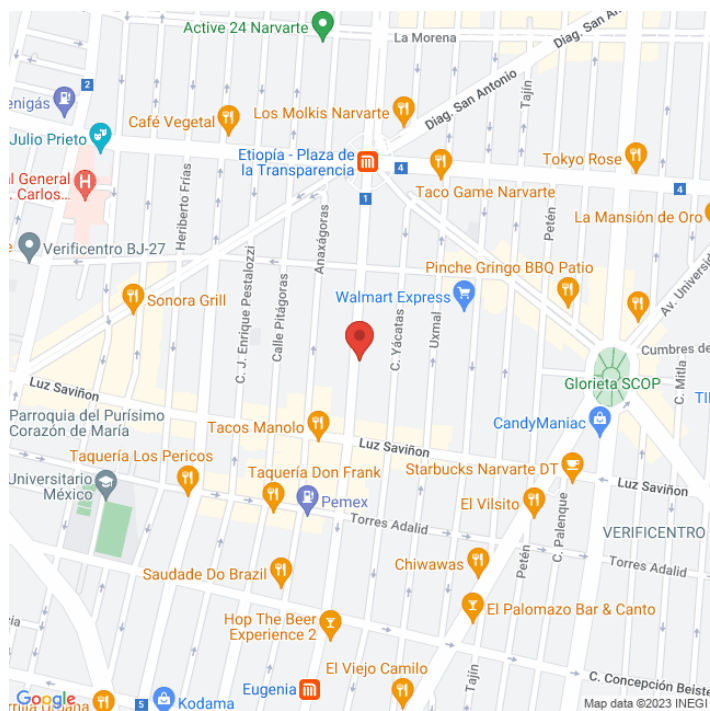 Active 24 Narvarte
La Morena
Diag. San Antonio
2
enigás
Los Molkis Narvarte
Diag. San Antonio
Tajín
Café Vegetal
Julio Prieto
Etiopía - Plaza de
la Transparencia
4
Tokyo Rose
al General
. Carlos...
Heriberto Frías
1
Taco Game Narvarte
4
Petén
La Mansión de Oro
Anaxágoras
Verificentro BJ-27
Pinche Gringo BBQ Patio
Av. Universid
Sonora Grill
C. J. Enrique Pestalozzi
Calle Pitágoras
Walmart Express
C. Yácatas
Uxmal
Cumbres de
Glorieta SCOP
C. Mitla
Luz Saviñon
TI
Parroquia del Purísimo
Corazón de María
Tacos Manolo
CandyManiac
Luz Saviñon
Taquería Los Pericos
Taquería Don Frank
Starbucks Narvarte DT
Universitario
México
Pemex
El Vilsito
Luz Saviñon
Torres Adalid
C. Palenque
VERIFICENTRO
Petén
Torres Adalid
Saudade Do Brazil
Chiwawas
Hop The Beer
Experience 2
El Palomazo Bar & Canto
Tajín
El Viejo Camilo
Eugenia
C. Concepción Beiste
Google
5
Kodama
Map data ©2023 INEGI